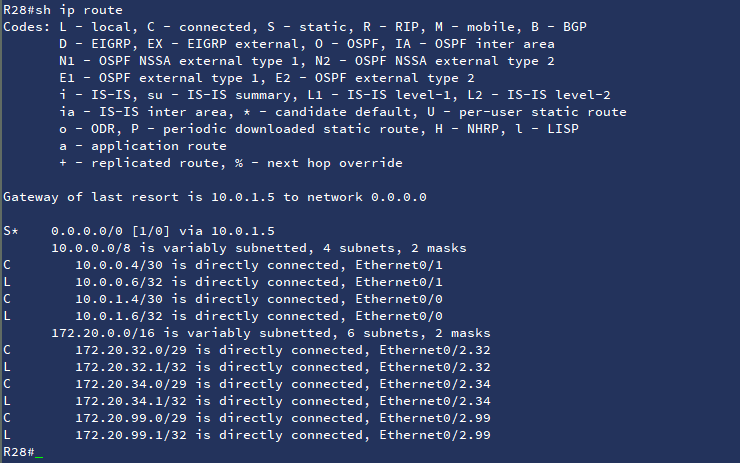 R28#sh ip route
Codes: L - local, C - connected, S - static, R - RIP, M - mobile, B - BGP
       D - EIGRP, EX - EIGRP external, O - OSPF, IA - OSPF inter area
       N1 - OSPF NSSA external type 1, N2 - OSPF NSSA external type 2
       E1 - OSPF external type 1, E2 - OSPF external type 2
       i - IS-IS, su - IS-IS summary, L1 - IS-IS level-1, L2 - IS-IS level-2
       ia - IS-IS inter area, * - candidate default, U - per-user static route
       o - ODR, P - periodic downloaded static route, H - NHRP, l - LISP
       a - application route
       + - replicated route, % - next hop override
Gateway of last resort is 10.0.1.5 to network 0.0.0.0
S*    0.0.0.0/0 [1/0] via 10.0.1.5
      10.0.0.0/8 is variably subnetted, 4 subnets, 2 masks
C        10.0.0.4/30 is directly connected, Ethernet0/1
L        10.0.0.6/32 is directly connected, Ethernet0/1
C        10.0.1.4/30 is directly connected, Ethernet0/0
L        10.0.1.6/32 is directly connected, Ethernet0/0
      172.20.0.0/16 is variably subnetted, 6 subnets, 2 masks
C        172.20.32.0/29 is directly connected, Ethernet0/2.32
L        172.20.32.1/32 is directly connected, Ethernet0/2.32
C        172.20.34.0/29 is directly connected, Ethernet0/2.34
L        172.20.34.1/32 is directly connected, Ethernet0/2.34
C        172.20.99.0/29 is directly connected, Ethernet0/2.99
L        172.20.99.1/32 is directly connected, Ethernet0/2.99
R28#_